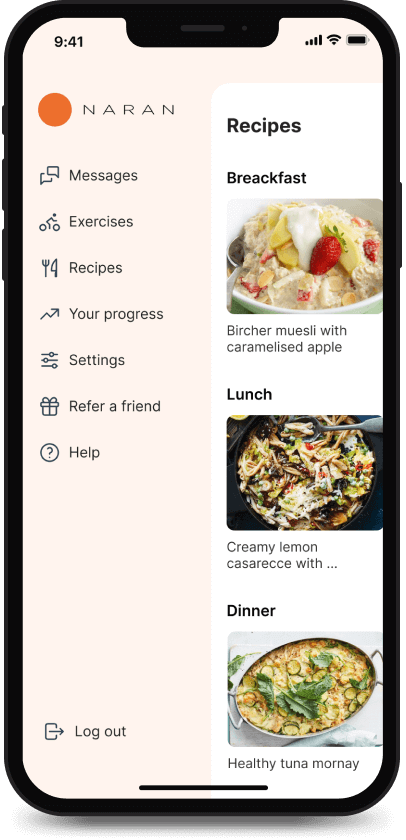 9:41
NARAN
Messages
Exercises
Recipes
Your progress
Settings
Refer a friend
Help
Log out
Recipes
Breackfast
Bircher muesli with
caramelised apple
Lunch
Creamy lemon
casarecce with ...
Dinner
Healthy tuna mornay